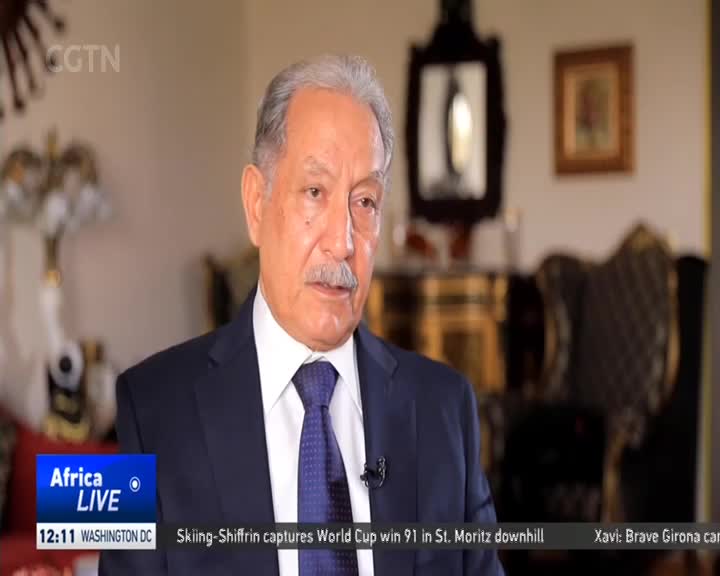 CGTN
Africa
LIVE
12:11 WASHINGTON DC Skiing-Shiffrin captures World Cup win 91 in St. Moritz downhill Xavi: Brave Girona